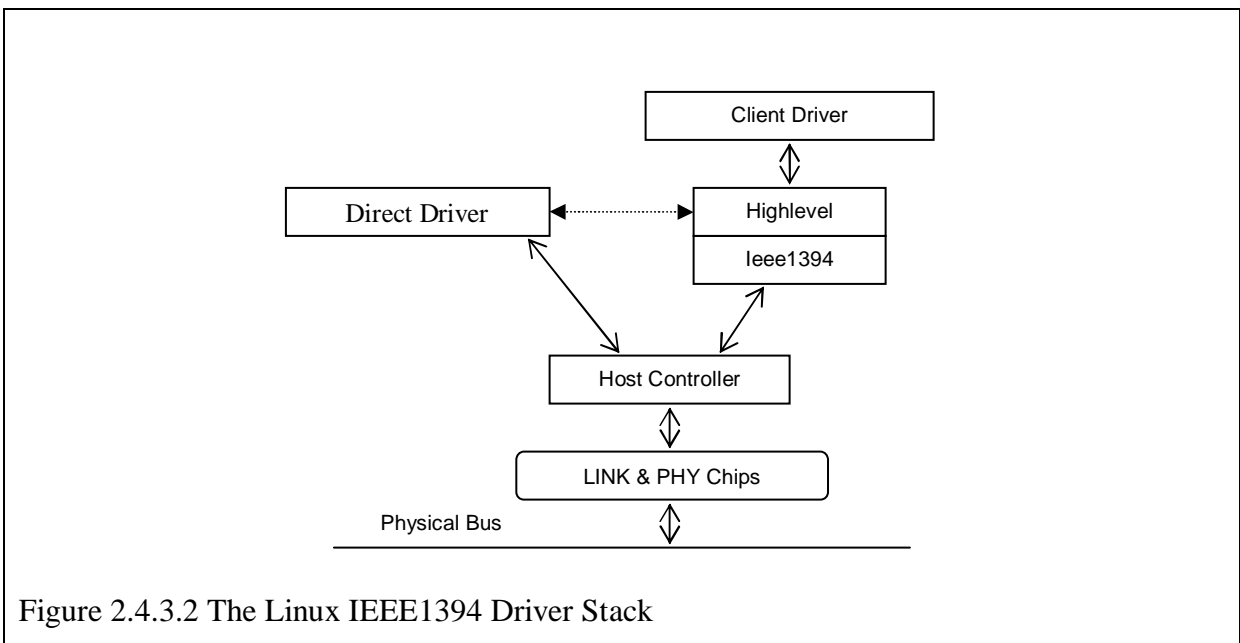 Client Driver
Direct Driver
Highlevel
Ieee1394
Host Controller
LINK & PHY Chips
Physical Bus
Figure 2.4.3.2 The Linux IEEE1394 Driver Stack